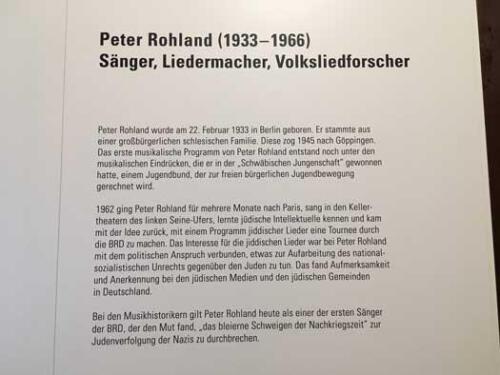 Peter Rohland (1933–1966)
Sänger, Liedermacher, Volksliedforscher
Peter Rohland wurde am 22. Februar 1933 in Berlin geboren. Er stammte aus
einer großbürgerlichen schlesischen Familie. Diese zog 1945 nach Göppingen.
Das erste musikalische Programm von Peter Rohland entstand noch unter den
musikalischen Eindrücken, die er in der „Schwäbischen Jungenschaft“ gewonnen
hatte, einem Jugendbund, der zur freien bürgerlichen Jugendbewegung
gerechnet wird.
1962 ging Peter Rohland für mehrere Monate nach Paris, sang in den Keller-
theatern des linken Seine-Ufers, lernte jüdische Intellektuelle kennen und kam
mit der Idee zurück, mit einem Programm jiddischer Lieder eine Tournee durch
die BRD zu machen. Das Interesse für die jiddischen Lieder war bei Peter Rohland
mit dem politischen Anspruch verbunden, etwas zur Aufarbeitung des national-
sozialistischen Unrechts gegenüber den Juden zu tun. Das fand Aufmerksamkeit
und Anerkennung bei den jüdischen Medien und den jüdischen Gemeinden
in Deutschland.
Bei den Musikhistorikern gilt Peter Rohland heute als einer der ersten Sänger
der BRD, der den Mut fand, „das bleierne Schweigen der Nachkriegszeit“ zur
Judenverfolgung der Nazis zu durchbrechen.